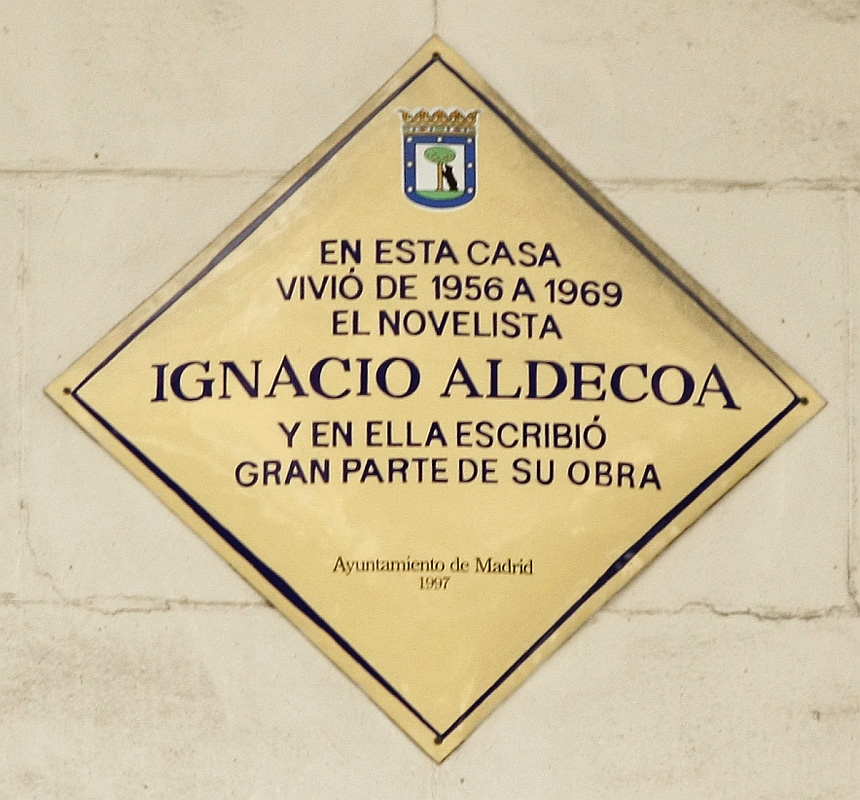 EN ESTA CASA
VIVIÓ DE 1956 A 1969
EL NOVELISTA
IGNACIO ALDECOA
Y EN ELLA ESCRIBIÓ
GRAN PARTE DE SU OBRA
Ayuntamiento de Madrid
1997